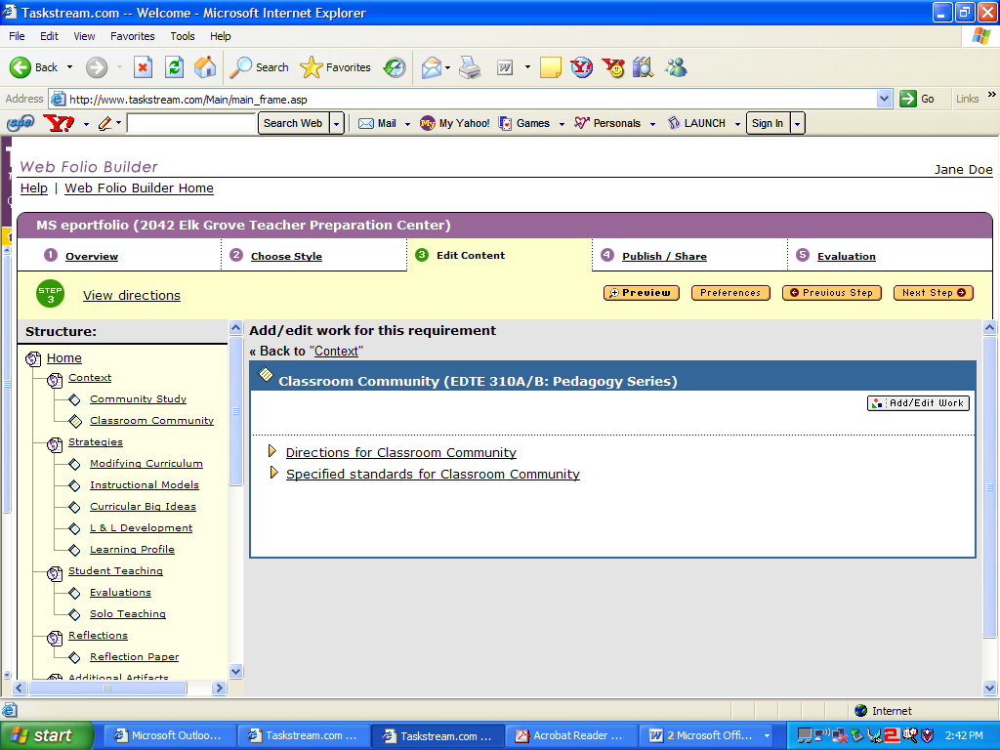 Taskstream.com -- Welcome - Microsoft Internet Explorer
File Edit View Favorites Tools Help
Back Search Favorites
Address http://www.taskstream.com/Main/main_frame.asp Go Links »
Y! Search Web Mail My Yahoo! Games Personals LAUNCH Sign In
Web Folio Builder
Jane Doe
Help | Web Folio Builder Home
MS eportfolio (2042 Elk Grove Teacher Preparation Center)
1 Overview 2 Choose Style 3 Edit Content 4 Publish / Share 5 Evaluation
STEP 3 View directions Preview Preferences Previous Step Next Step
Structure:
Home
Context
Community Study
Classroom Community
Strategies
Modifying Curriculum
Instructional Models
Curricular Big Ideas
L & L Development
Learning Profile
Student Teaching
Evaluations
Solo Teaching
Reflections
Reflection Paper
Additional Artifacts
Add/edit work for this requirement
« Back to "Context"
Classroom Community (EDTE 310A/B: Pedagogy Series)
Add/Edit Work
Directions for Classroom Community
Specified standards for Classroom Community
Internet
start Microsoft Outloo... Taskstream.com ... Taskstream.com ... Acrobat Reader ... 2 Microsoft Offi... 2:42 PM